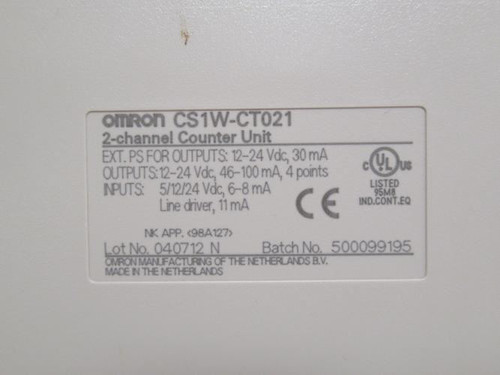 OMRON CS1W-CT021
2-channel Counter Unit
EXT. PS FOR OUTPUTS: 12-24 Vdc, 30 mA
OUTPUTS: 12-24 Vdc, 46-100 mA, 4 points
INPUTS: 5/12/24 Vdc, 6-8 mA
Line driver, 11 mA
C UL US
LISTED
95M8
IND.CONT.EQ
CE
NK APP. <98A127>
Lot No. 040712 N Batch No. 500099195
OMRON MANUFACTURING OF THE NETHERLANDS B.V.
MADE IN THE NETHERLANDS